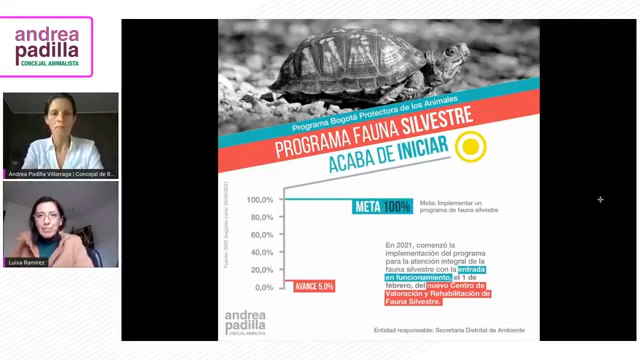 andrea
padilla
CONCEJAL ANIMALISTA
Andrea Padilla Villarraga | Concejal de B...
Luisa Ramirez
Programa Bogotá Protectora de los Animales
PROGRAMA FAUNA SILVESTRE
ACABA DE INICIAR
100,0%
80,0%
60,0%
40,0%
20,0%
0,0%
META 100%
Meta: Implementar un
programa de fauna silvestre
AVANCE 5,0%
En 2021, comenzó la
implementación del programa
para la atención integral de la
fauna silvestre con la entrada
en funcionamiento, el 1 de
febrero, del nuevo Centro de
Valoración y Rehabilitación de
Fauna Silvestre.
andrea
padilla
CONCEJAL ANIMALISTA
Entidad responsable: Secretaria Distrital de Ambiente